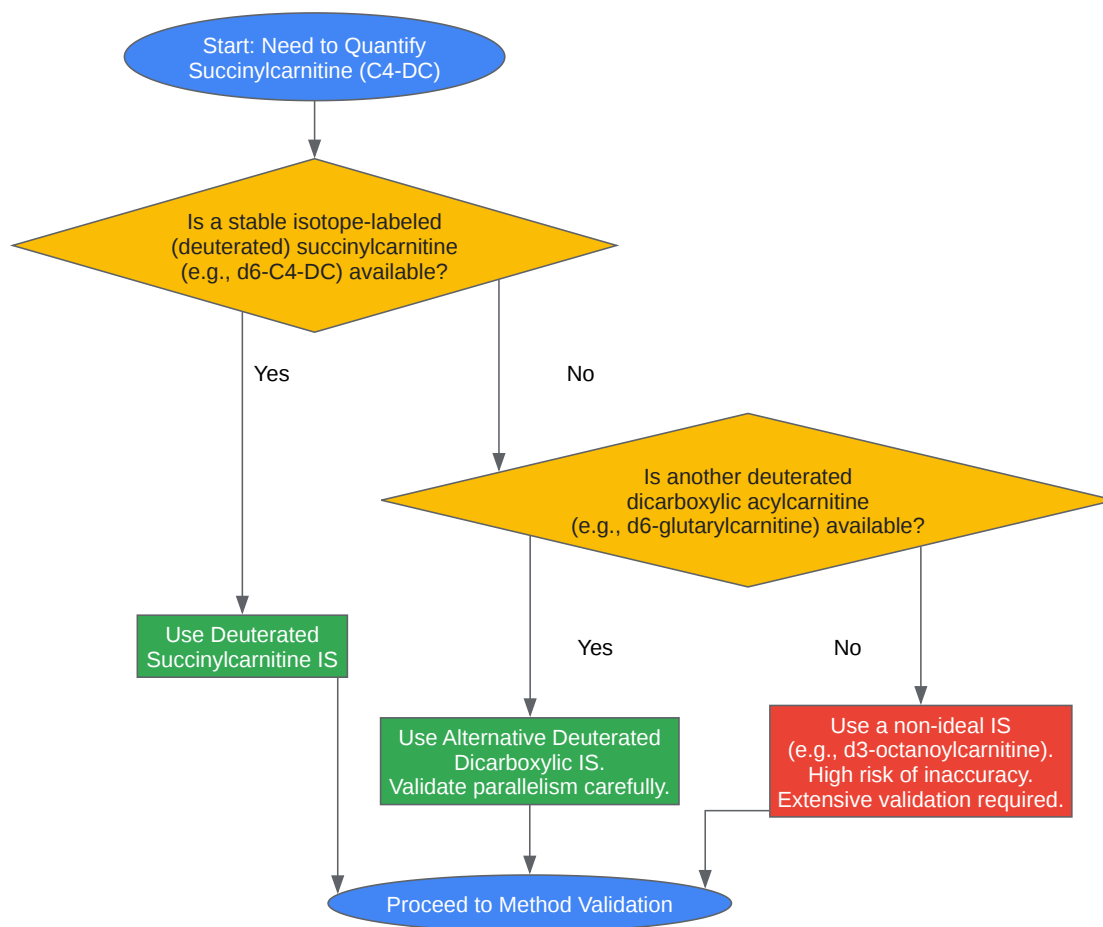 Start: Need to Quantify
Succinylcarnitine (C4-DC)
Is a stable isotope-labeled
(deuterated) succinylcarnitine
(e.g., d6-C4-DC) available?
Yes
No
Is another deuterated
dicarboxylic acylcarnitine
(e.g., d6-glutarylcarnitine) available?
Use Deuterated
Succinylcarnitine IS
Yes
No
Use Alternative Deuterated
Dicarboxylic IS.
Validate parallelism carefully.
Use a non-ideal IS
(e.g., d3-octanoylcarnitine).
High risk of inaccuracy.
Extensive validation required.
Proceed to Method Validation